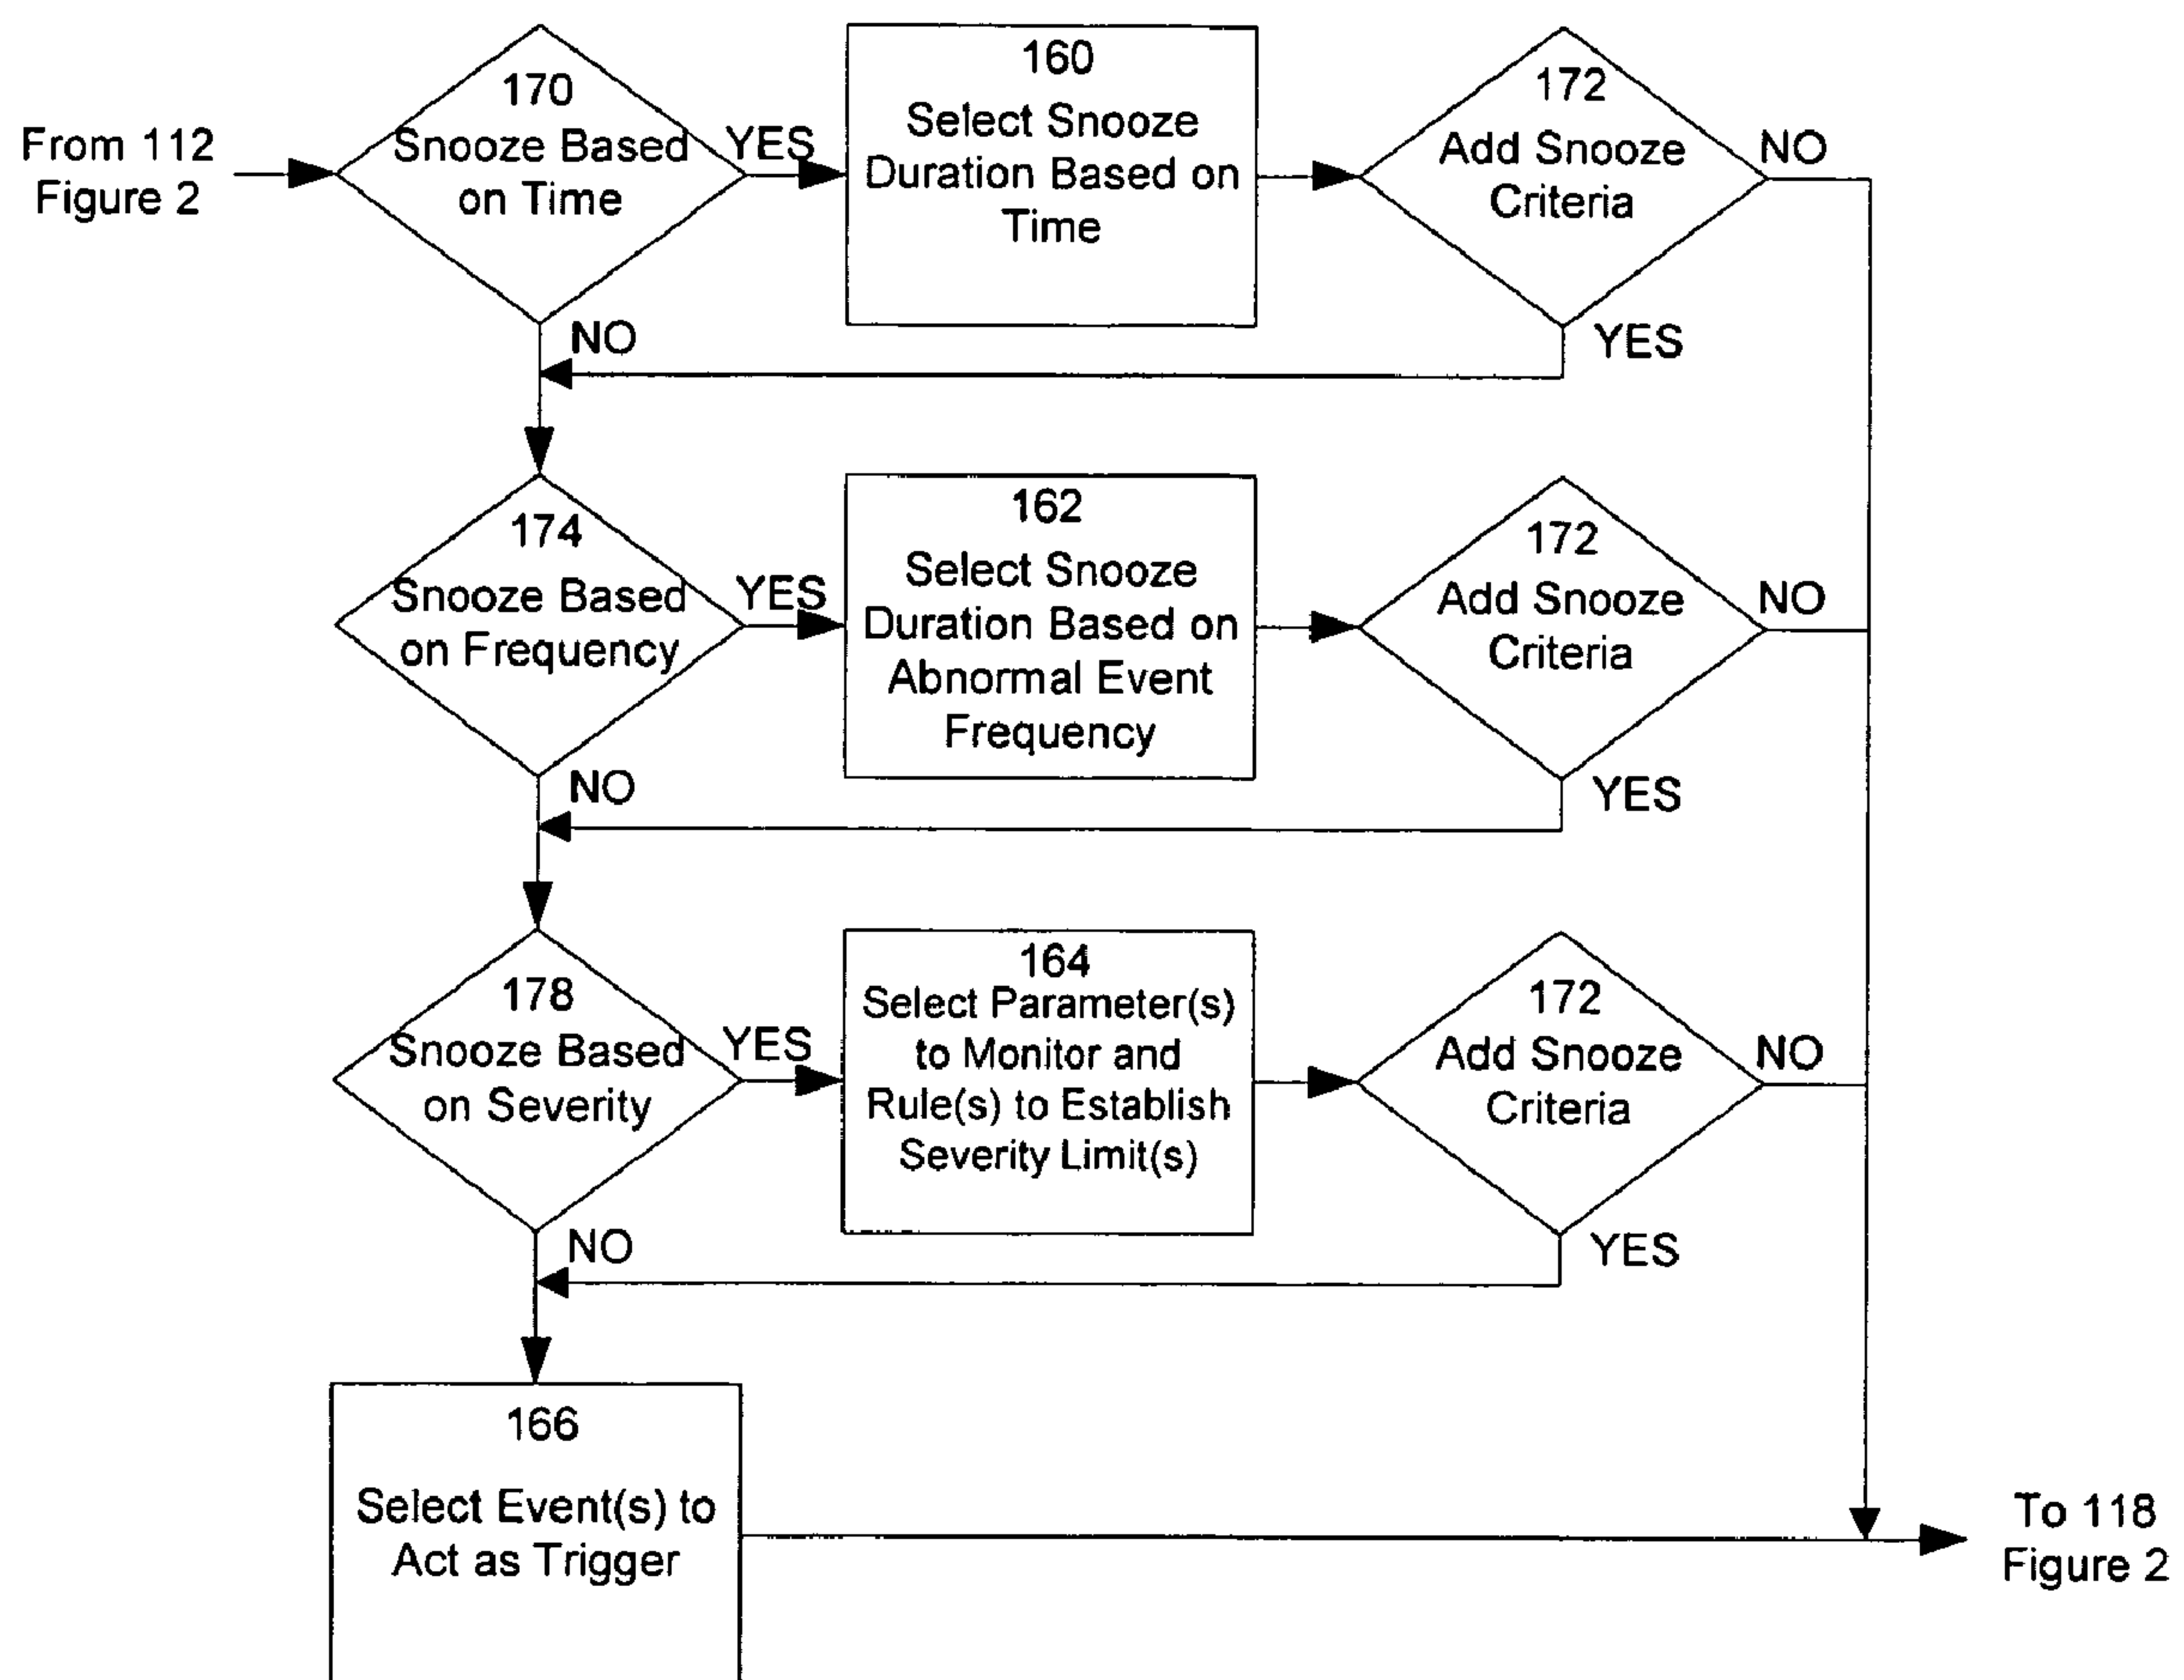 From 112
Figure 2
170
Snooze Based
on Time
YES
160
Select Snooze
Duration Based on
Time
172
Add Snooze
Criteria
NO
NO
YES
174
Snooze Based
on Frequency
YES
162
Select Snooze
Duration Based on
Abnormal Event
Frequency
172
Add Snooze
Criteria
NO
NO
YES
178
Snooze Based
on Severity
YES
164
Select Parameter(s)
to Monitor and
Rule(s) to Establish
Severity Limit(s)
172
Add Snooze
Criteria
NO
NO
YES
166
Select Event(s) to
Act as Trigger
To 118
Figure 2